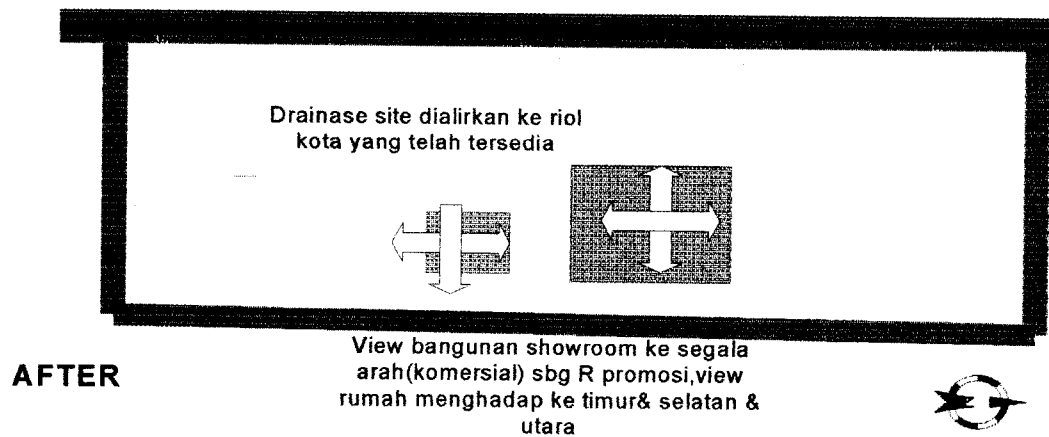 Drainase site dialirkan ke riol
kota yang telah tersedia
AFTER
View bangunan showroom ke segala
arah(komersial) sbg R promosi,view
rumah menghadap ke timur& selatan &
utara